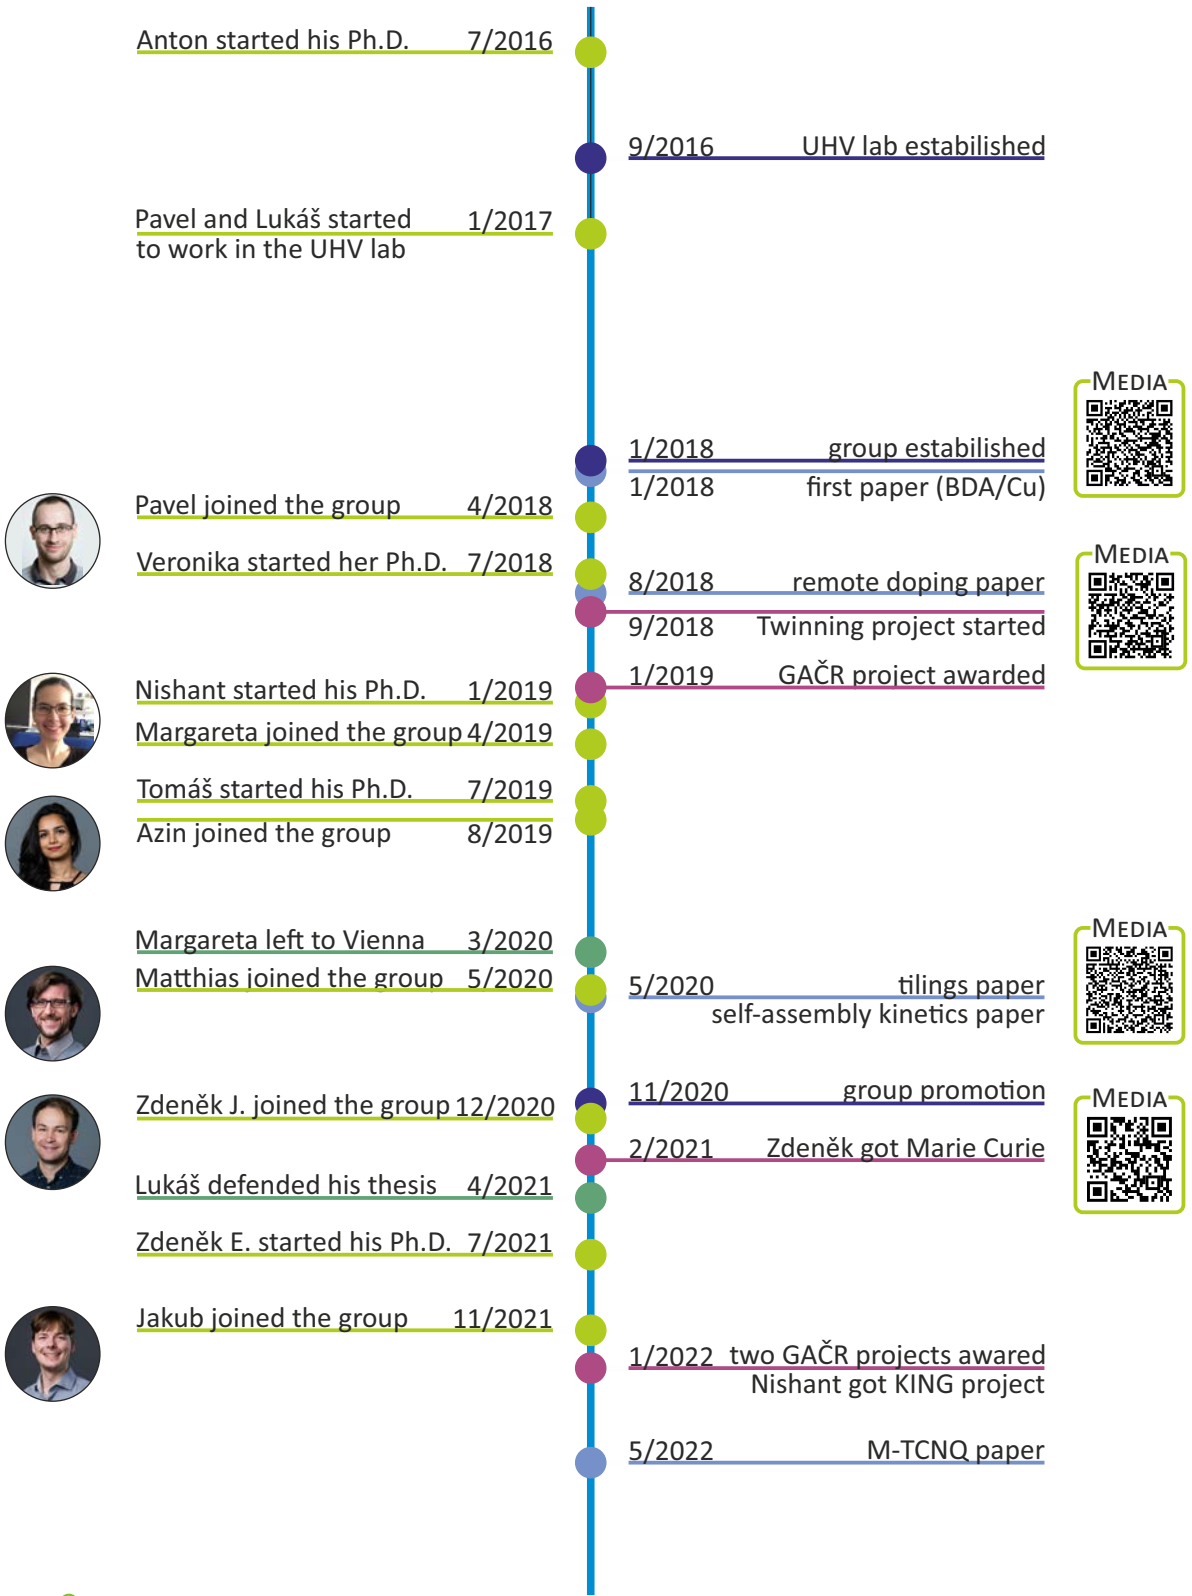 Anton started his Ph.D. 7/2016
9/2016 UHV lab estabilished
Pavel and Lukáš started 1/2017
to work in the UHV lab
MEDIA
1/2018 group estabilished
1/2018 first paper (BDA/Cu)
Pavel joined the group 4/2018
MEDIA
Veronika started her Ph.D. 7/2018
8/2018 remote doping paper
9/2018 Twinning project started
1/2019 GAČR project awarded
Nishant started his Ph.D. 1/2019
Margareta joined the group 4/2019
Tomáš started his Ph.D. 7/2019
Azin joined the group 8/2019
MEDIA
Margareta left to Vienna 3/2020
Matthias joined the group 5/2020
5/2020 tilings paper
self-assembly kinetics paper
11/2020 group promotion
MEDIA
Zdeněk J. joined the group 12/2020
2/2021 Zdeněk got Marie Curie
Lukáš defended his thesis 4/2021
Zdeněk E. started his Ph.D. 7/2021
Jakub joined the group 11/2021
1/2022 two GAČR projects awared
Nishant got KING project
5/2022 M-TCNQ paper